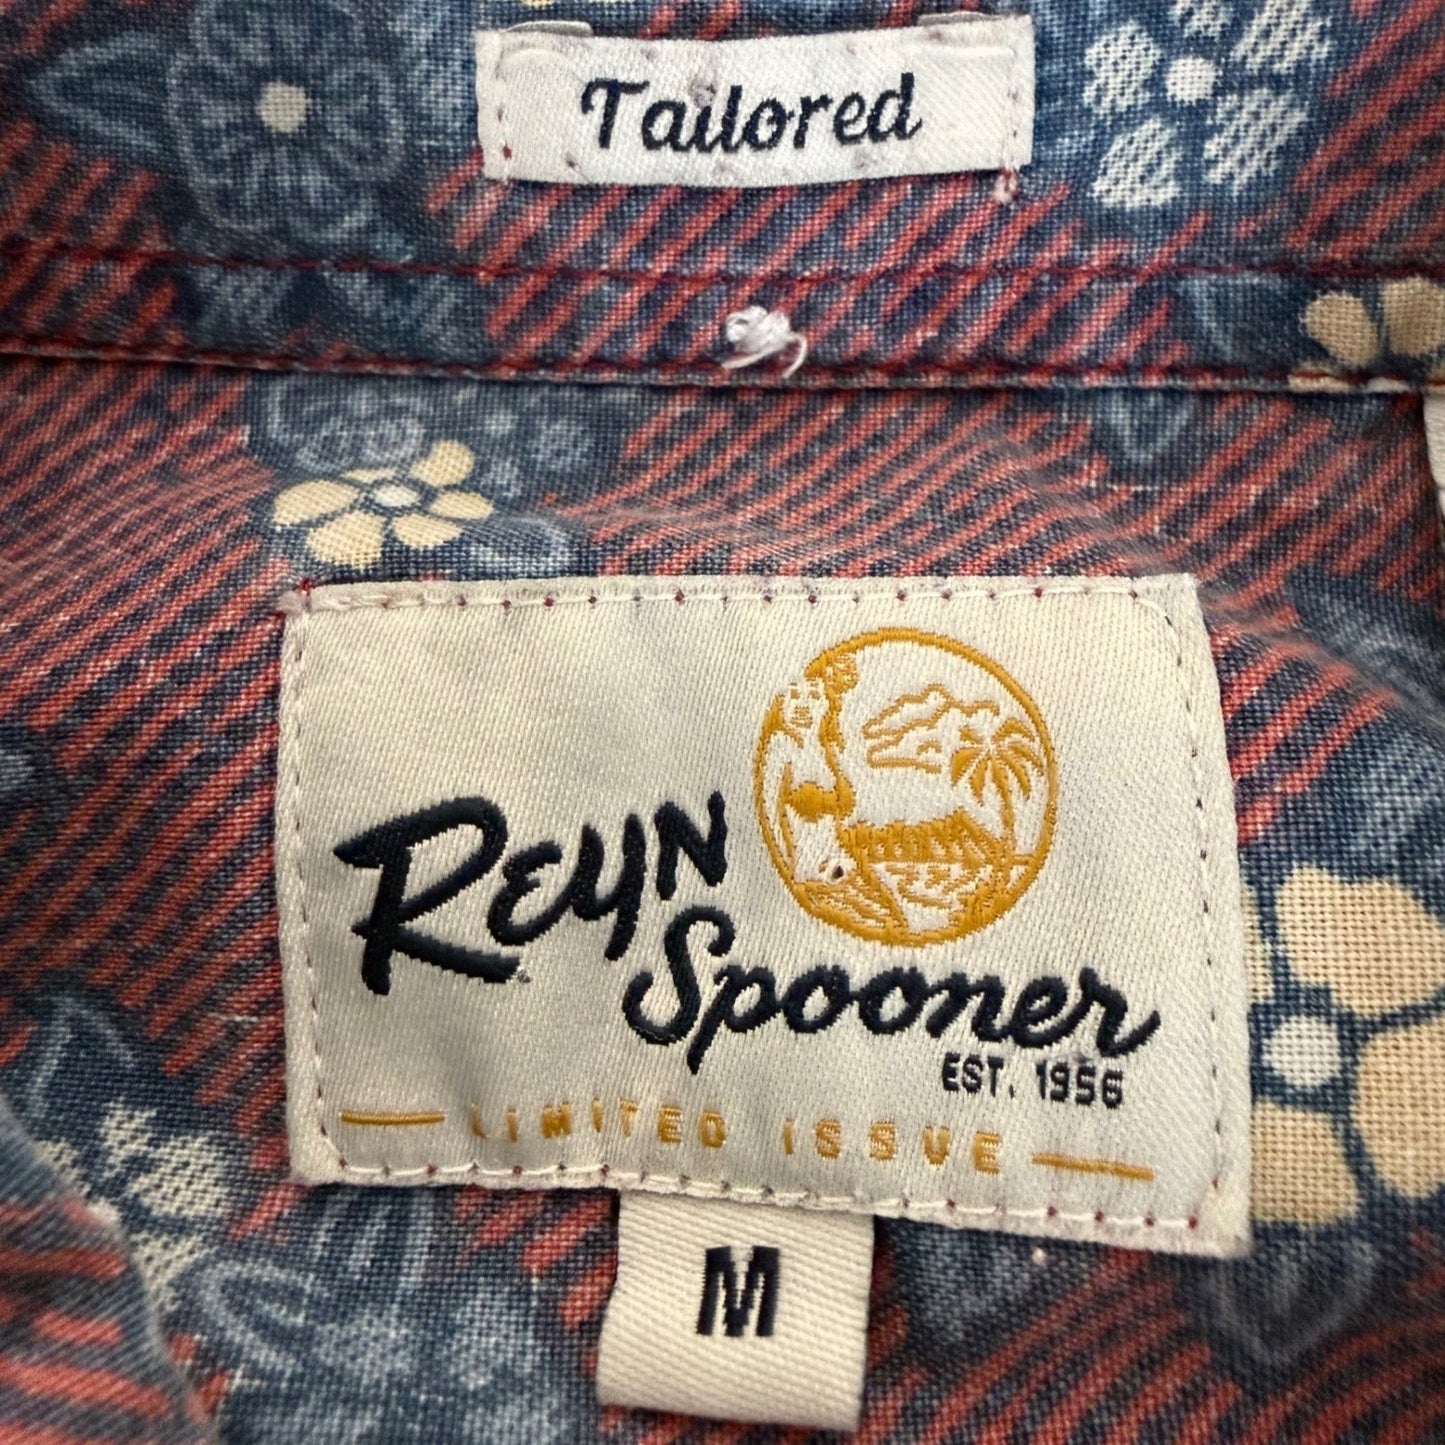 Tailored
REYN
Spooner
EST. 1956
LIMITED ISSUE
M